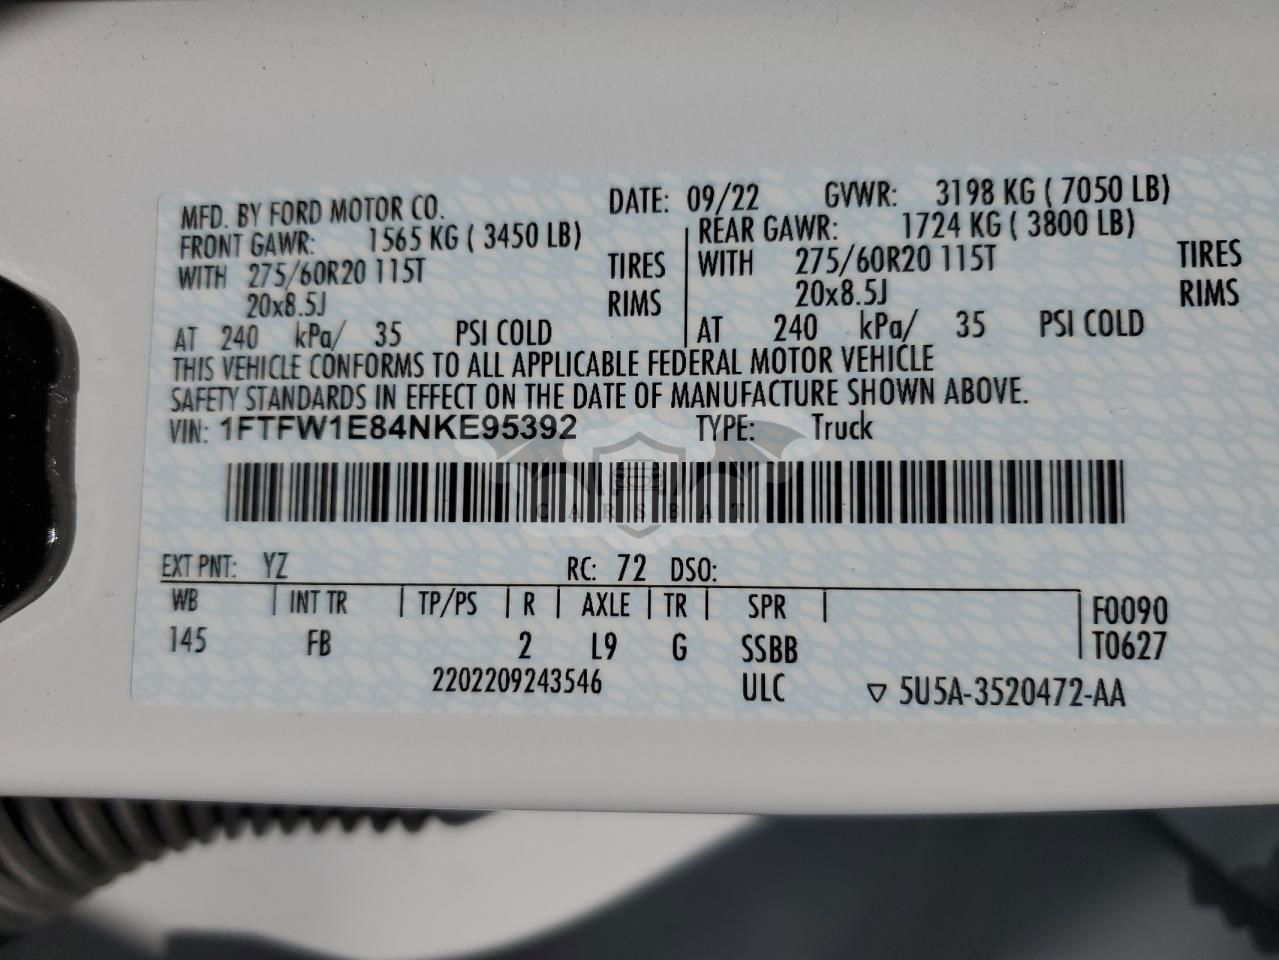 MFD. BY FORD MOTOR CO. DATE: 09/22 GVWR: 3198 KG ( 7050 LB)
FRONT GAWR: 1565 KG ( 3450 LB) REAR GAWR: 1724 KG ( 3800 LB)
WITH 275/60R20 115T TIRES WITH 275/60R20 115T TIRES
20x8.5J RIMS 20x8.5J RIMS
AT 240 kPa/ 35 PSI COLD AT 240 kPa/ 35 PSI COLD
THIS VEHICLE CONFORMS TO ALL APPLICABLE FEDERAL MOTOR VEHICLE
SAFETY STANDARDS IN EFFECT ON THE DATE OF MANUFACTURE SHOWN ABOVE.
VIN: 1FTFW1E84NKE95392 TYPE: Truck
CARSBAT
EXT PNT: YZ RC: 72 DSO:
WB INT TR TP/PS R AXLE TR SPR F0090
145 FB 2 L9 G SSBB T0627
2202209243546 ULC ▽ 5U5A-3520472-AA